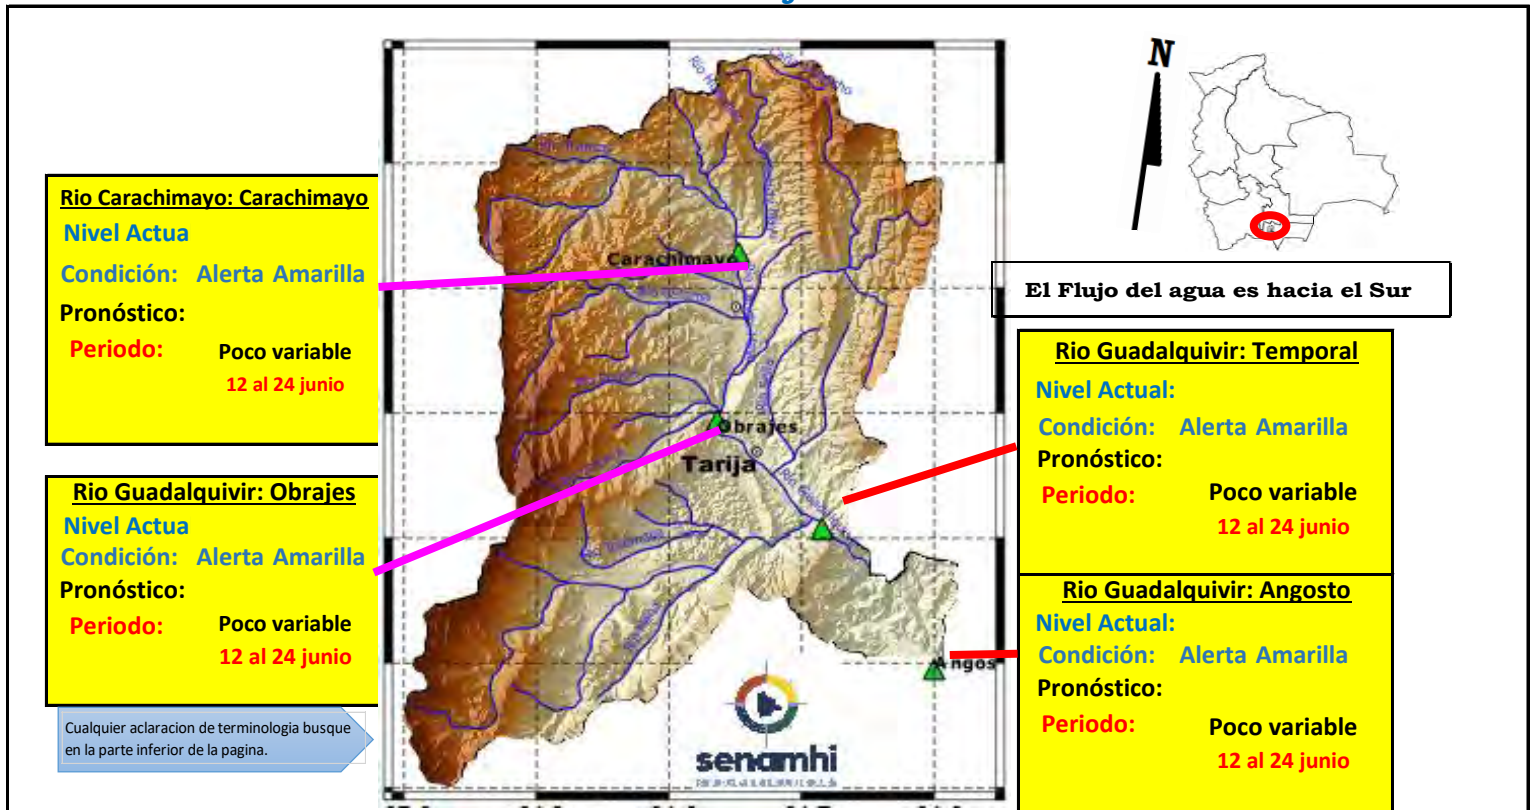 N
El Flujo del agua es hacia el Sur
Rio Carachimayo: Carachimayo
Nivel Actua
Condición: Alerta Amarilla
Pronóstico:
Periodo: Poco variable
12 al 24 junio
Rio Guadalquivir: Obrajes
Nivel Actua
Condición: Alerta Amarilla
Pronóstico:
Periodo: Poco variable
12 al 24 junio
Cualquier aclaracion de terminologia busque
en la parte inferior de la pagina.
Carachimayo
Obrajes
Tarija
Angos
senamhi
Rio Guadalquivir: Temporal
Nivel Actual:
Condición: Alerta Amarilla
Pronóstico:
Periodo: Poco variable
12 al 24 junio
Rio Guadalquivir: Angosto
Nivel Actual:
Condición: Alerta Amarilla
Pronóstico:
Periodo: Poco variable
12 al 24 junio